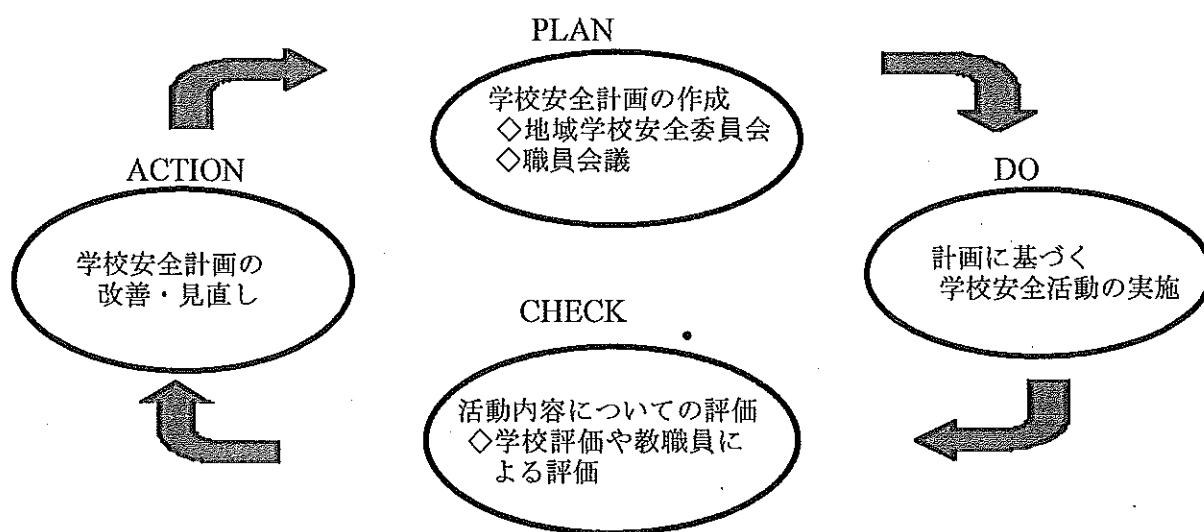 PLAN
学校安全計画の作成
◇地域学校安全委員会
◇職員会議
ACTION
学校安全計画の
改善・見直し
DO
計画に基づく
学校安全活動の実施
CHECK
活動内容についての評価
◇学校評価や教職員に
よる評価